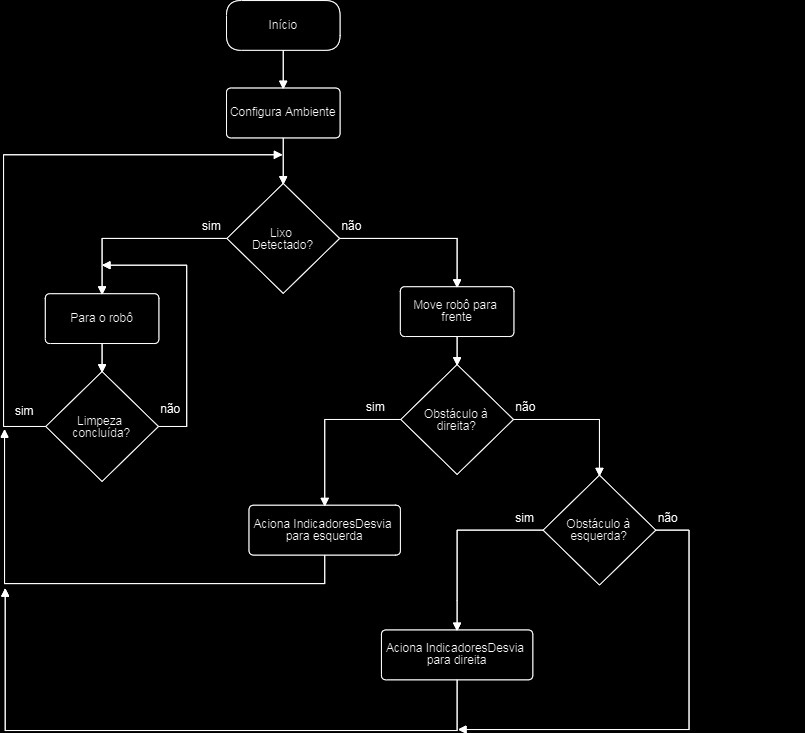 Início
Configura Ambiente
Lixo
Detectado?
sim
não
Para o robô
Limpeza
concluída?
sim
não
Move robô para
frente
Obstáculo à
direita?
sim
não
Aciona IndicadoresDesvia
para esquerda
Obstáculo à
esquerda?
sim
não
Aciona IndicadoresDesvia
para direita